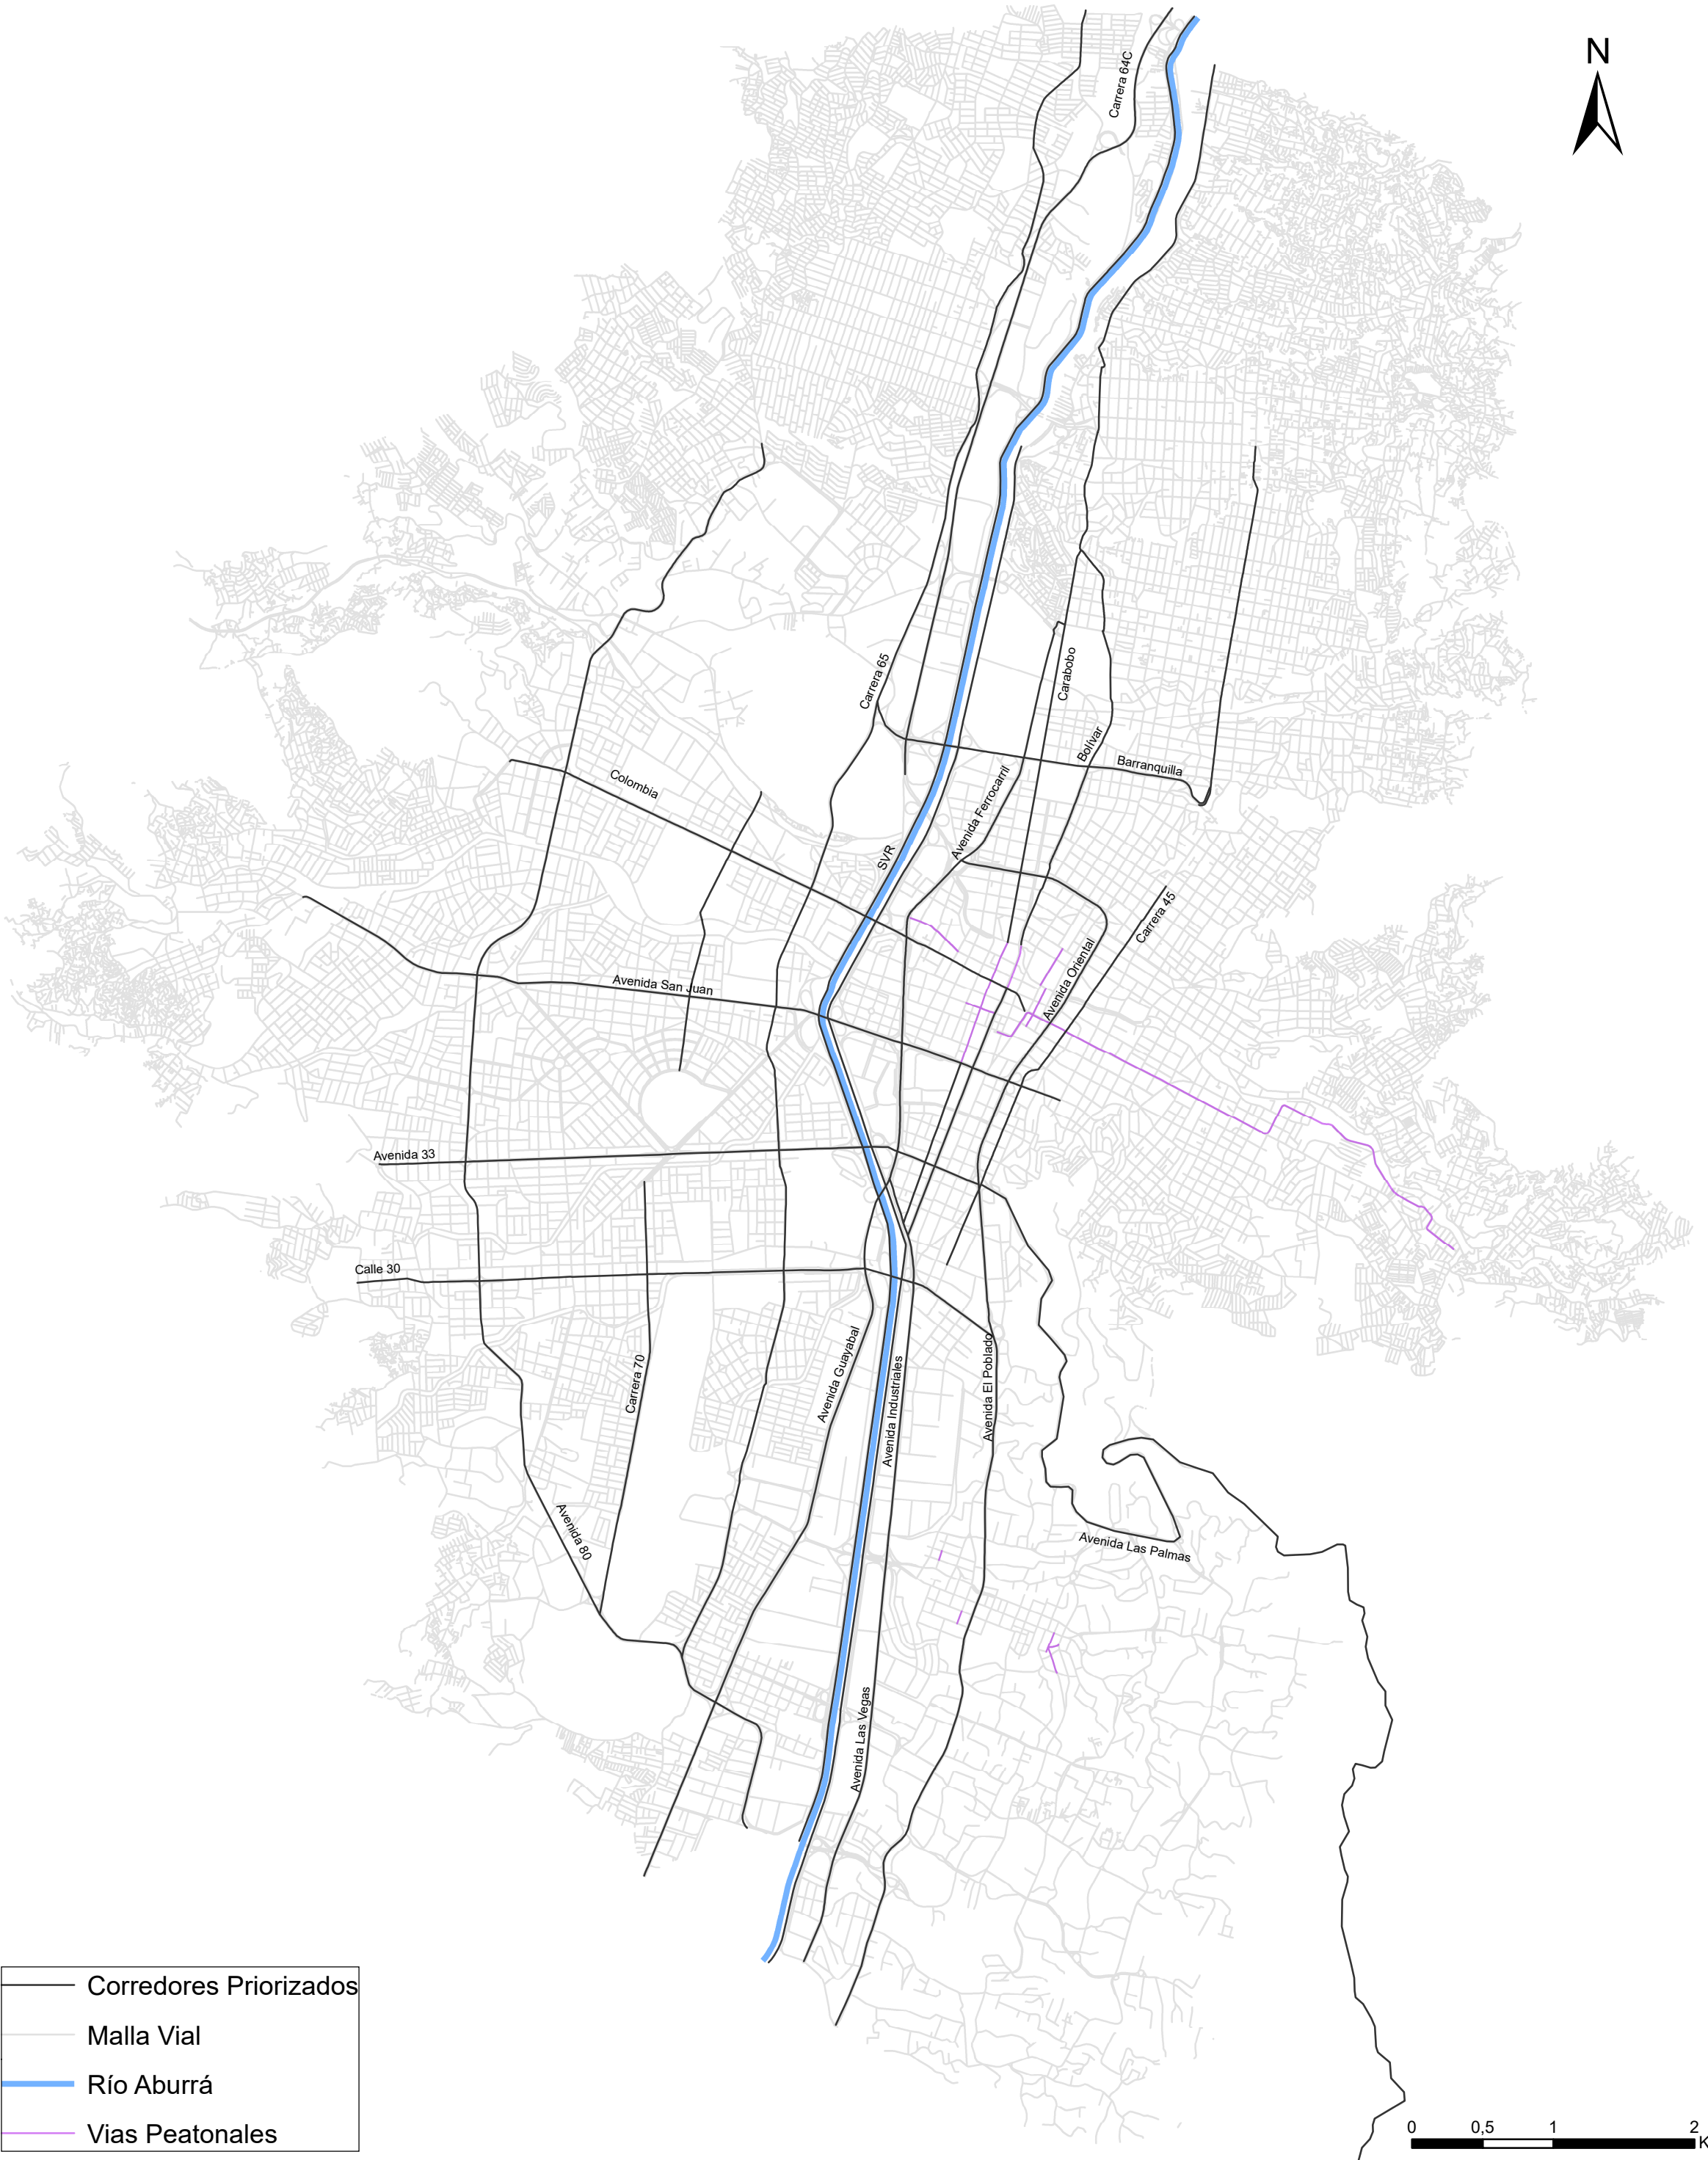 N
Carrera 64C
Carrera 65
Carabobo
Bolívar
Barranquilla
Avenida Ferrocarril
Colombia
SVR
Carrera 45
Avenida Oriental
Avenida San Juan
Avenida 33
Calle 30
Avenida Guayabal
Avenida Industriales
Avenida El Poblado
Carrera 70
Avenida 80
Avenida Las Palmas
Avenida Las Vegas
Corredores Priorizados
Malla Vial
Río Aburrá
Vias Peatonales
0 0,5 1 2
K